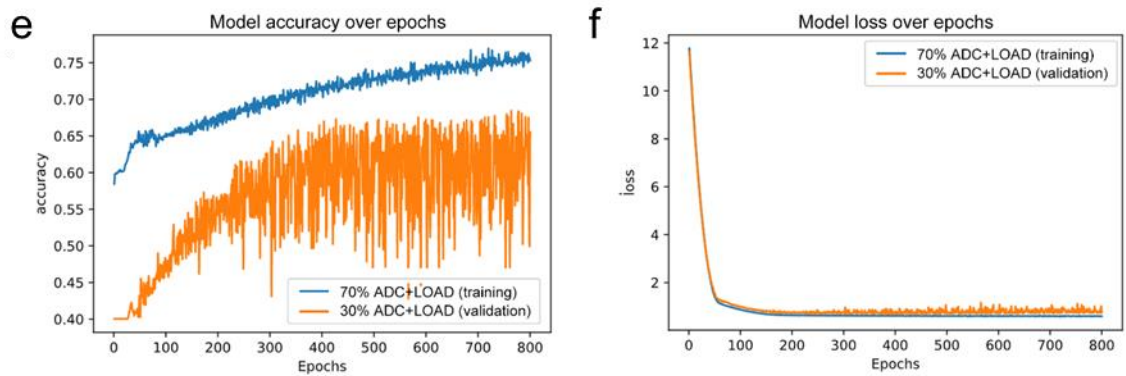 e
Model accuracy over epochs
accuracy
0.75
0.70
0.65
0.60
0.55
0.50
0.45
0.40
70% ADC+LOAD (training)
30% ADC+LOAD (validation)
0 100 200 300 400 500 600 700 800
Epochs
f
Model loss over epochs
loss
12
10
8
6
4
2
70% ADC+LOAD (training)
30% ADC+LOAD (validation)
0 100 200 300 400 500 600 700 800
Epochs